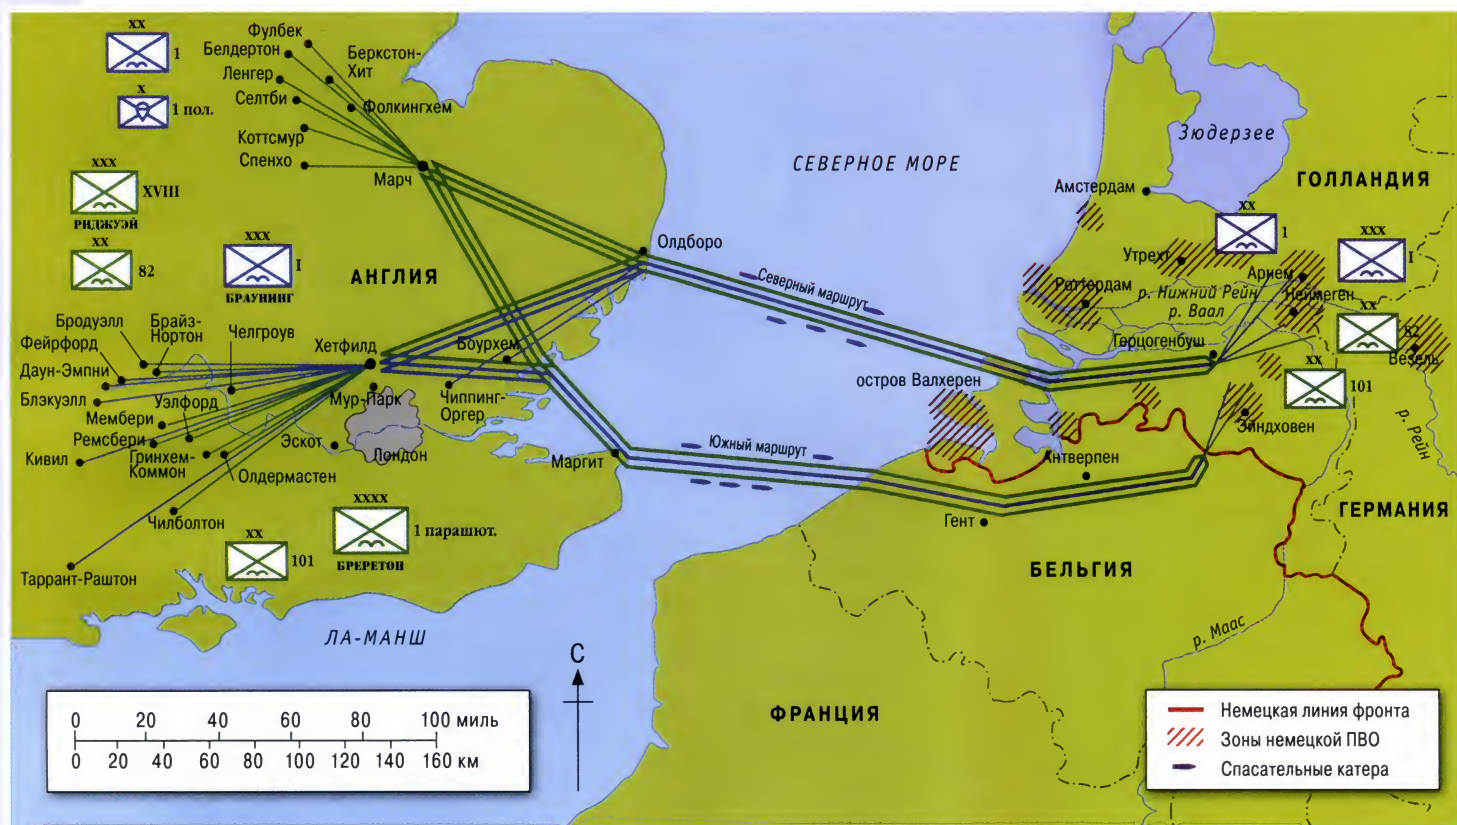 XX
1
X
1 пол.
XXX
XVIII
РИДЖУЭЙ
XX
82
XXX
I
БРАУНИНГ
Фулбек
Белдертон
Ленгер
Селтби
Беркстон-
Хит
Фолкингхем
Коттсмур
Спенхо
Марч
АНГЛИЯ
Бродуэлл
Брайз-
Нортон
Челгроув
Фейрфорд
Даун-Эмпни
Блэкуэлл
Мембери
Уэлфорд
Ремсбери
Кивил
Гринхем-
Коммон
Олдермастен
Чилболтон
Таррант-Раштон
Хетфилд
Мур-Парк
Эскот
Лондон
Боурхем
Чиппинг-
Оргер
Олдборо
Маргит
XX
101
XXXX
1 парашют.
БРЕРЕТОН
ЛА-МАНШ
СЕВЕРНОЕ МОРЕ
Северный маршрут
Южный маршрут
Зюдерзее
ГОЛЛАНДИЯ
Амстердам
XX
1
XXX
I
Утрехт
Арнем
Роттердам
р. Нижний Рейн
Неймеген
р. Ваал
XX
82
Везель
Герцогенбуш
XX
101
остров Валхерен
Эйндховен
р. Рейн
Антверпен
Гент
ГЕРМАНИЯ
БЕЛЬГИЯ
р. Маас
ФРАНЦИЯ
С
0 20 40 60 80 100 миль
0 20 40 60 80 100 120 140 160 км
Немецкая линия фронта
Зоны немецкой ПВО
Спасательные катера